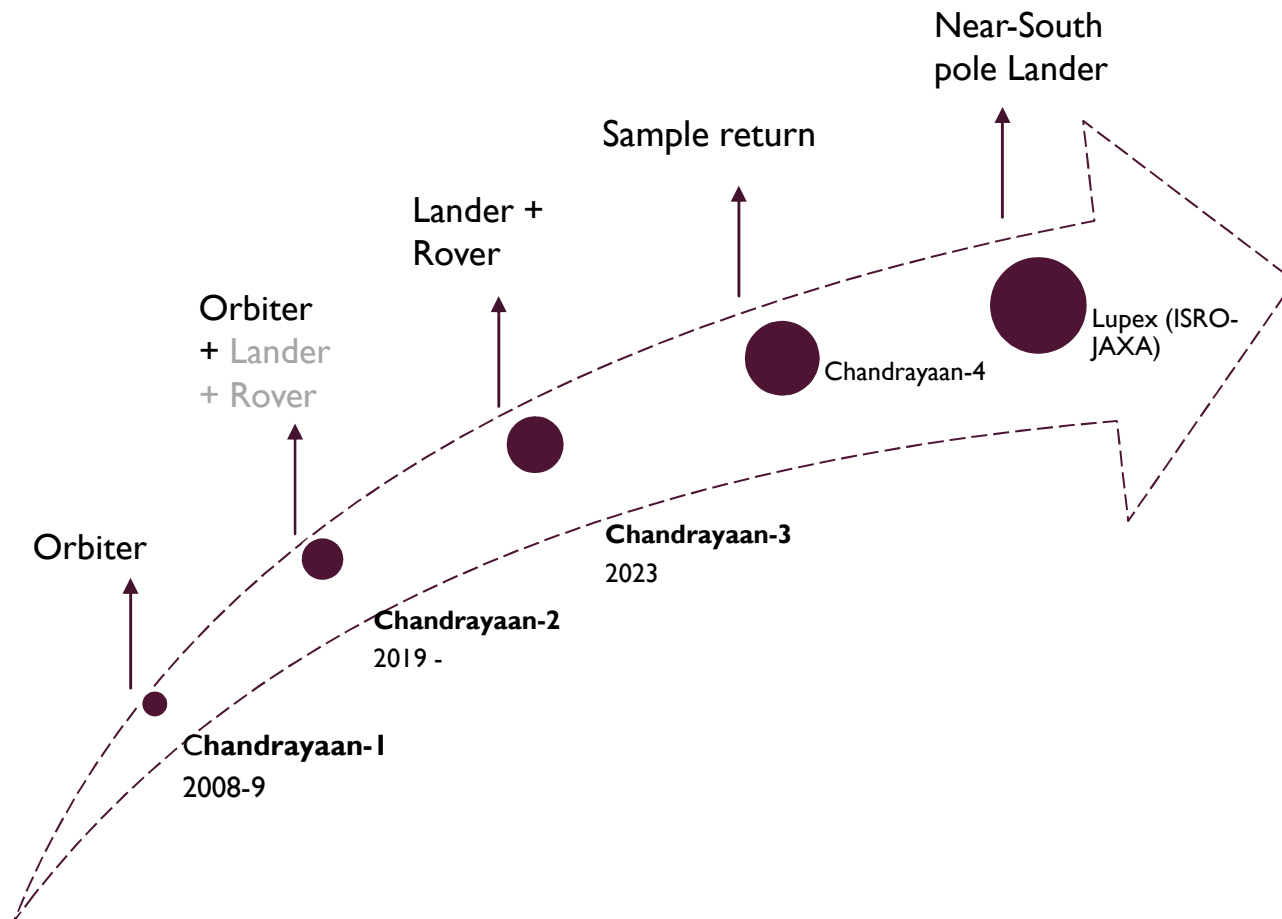 Near-South
pole Lander
Sample return
Lander +
Rover
Orbiter
+ Lander
+ Rover
Orbiter
Lupex (ISRO-
JAXA)
Chandrayaan-4
Chandrayaan-3
2023
Chandrayaan-2
2019 -
Chandrayaan-1
2008-9